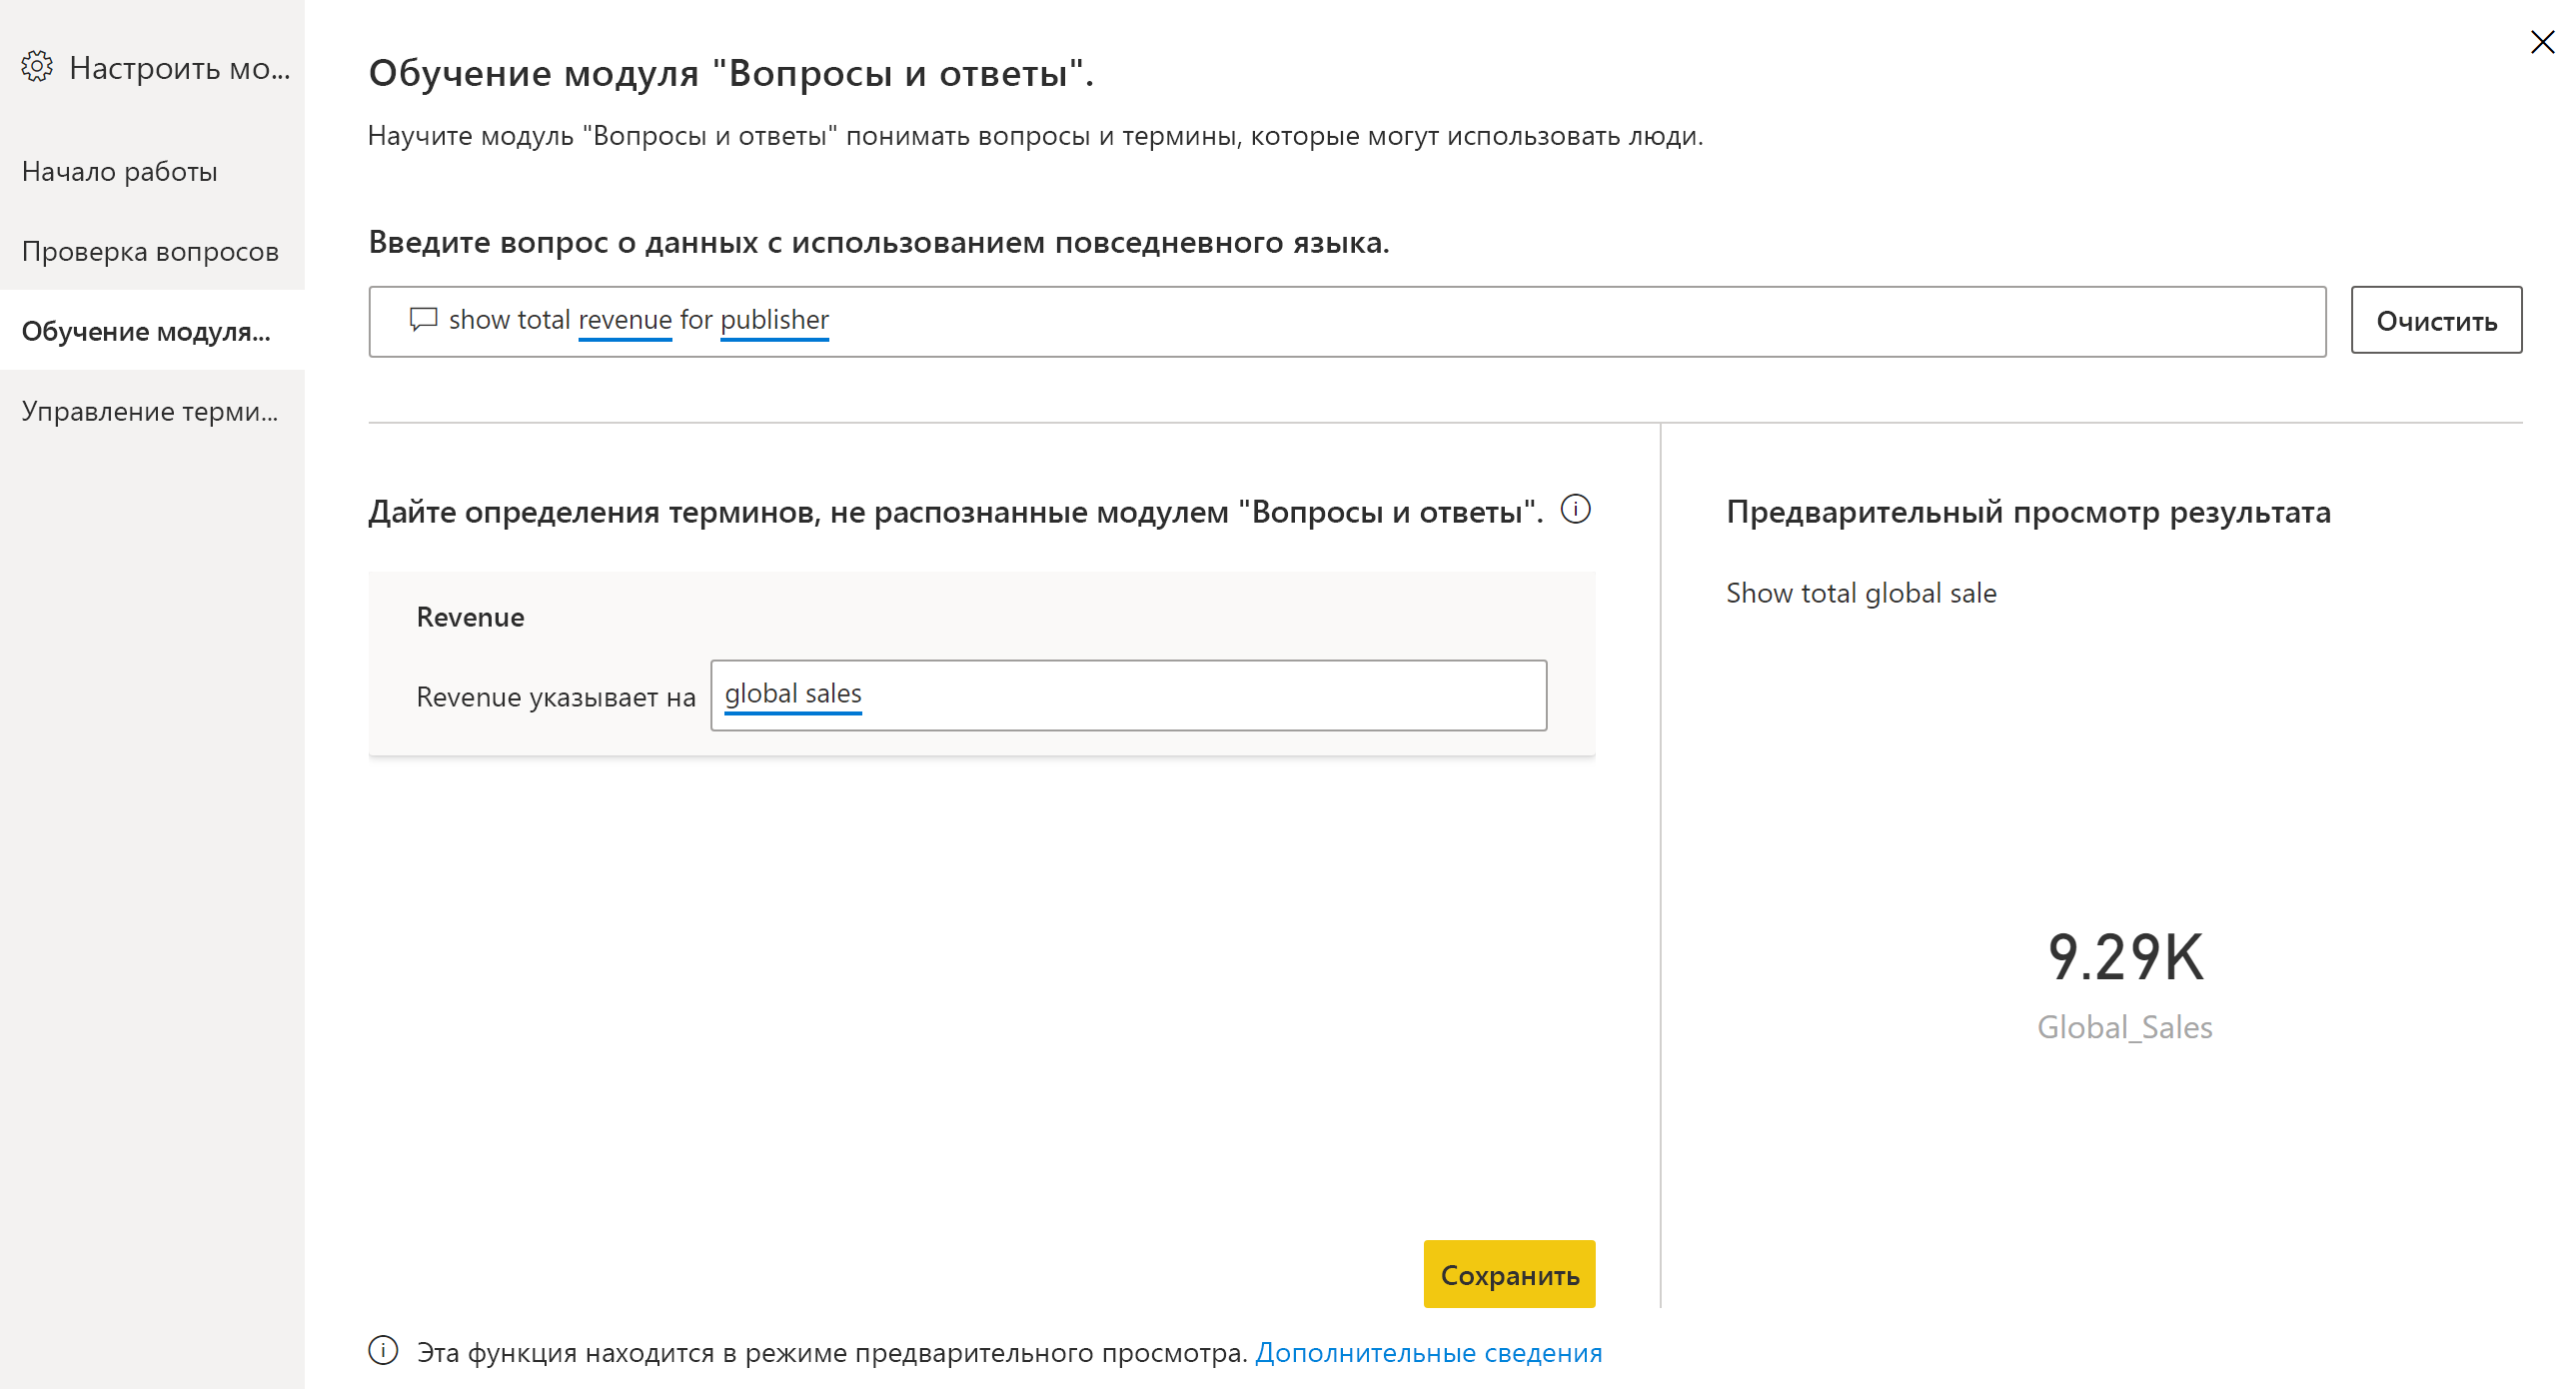 Настроить мо...
Начало работы
Проверка вопросов
Обучение модуля...
Управление терми...
Обучение модуля "Вопросы и ответы".
Научите модуль "Вопросы и ответы" понимать вопросы и термины, которые могут использовать люди.
Введите вопрос о данных с использованием повседневного языка.
show total revenue for publisher
Очистить
Дайте определения терминов, не распознанные модулем "Вопросы и ответы".
Revenue
Revenue указывает на global sales
Сохранить
Предварительный просмотр результата
Show total global sale
9.29K
Global_Sales
Эта функция находится в режиме предварительного просмотра. Дополнительные сведения